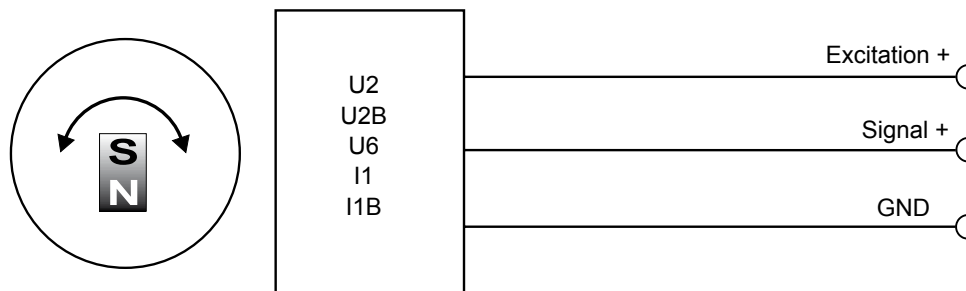 S
N
U2
U2B
U6
I1
I1B
Excitation +
Signal +
GND